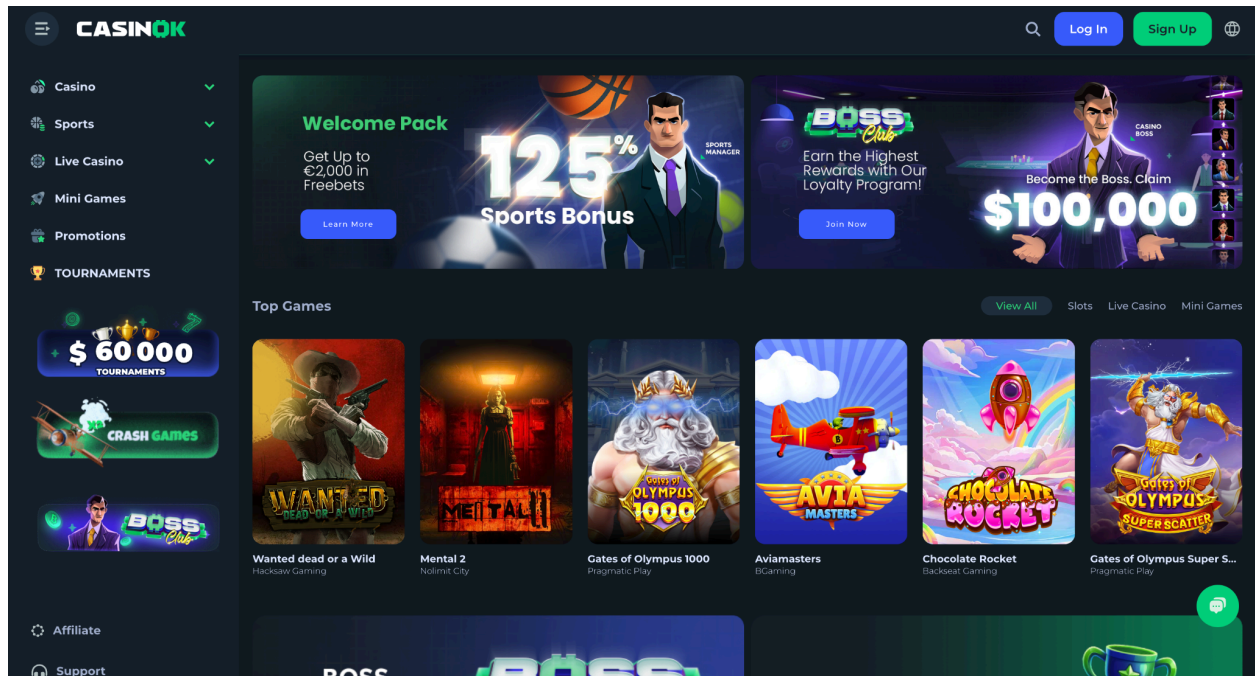 CASINOK
Log In
Sign Up
Casino
Sports
Live Casino
Mini Games
Promotions
TOURNAMENTS
$ 60 000
TOURNAMENTS
CRASH GAMES
BOSS
Club
Affiliate
Support
Welcome Pack
Get Up to
€2,000 in
Freebets
Learn More
125%
Sports Bonus
SPORTS
MANAGER
BOSS
Club
Earn the Highest
Rewards with Our
Loyalty Program!
Join Now
CASINO
BOSS
Become the Boss. Claim
$100,000
Top Games
View All
Slots
Live Casino
Mini Games
WANTED
DEAD OR A WILD
MENTAL II
Gates of
OLYMPUS
1000
AVIA
MASTERS
CHOCOLATE
ROCKET
Gates of
OLYMPUS
SUPER SCATTER
Wanted dead or a Wild
Hacksaw Gaming
Mental 2
Nolimit City
Gates of Olympus 1000
Pragmatic Play
Aviamasters
BGaming
Chocolate Rocket
Backseat Gaming
Gates of Olympus Super S...
Pragmatic Play
BOSS
BOSS